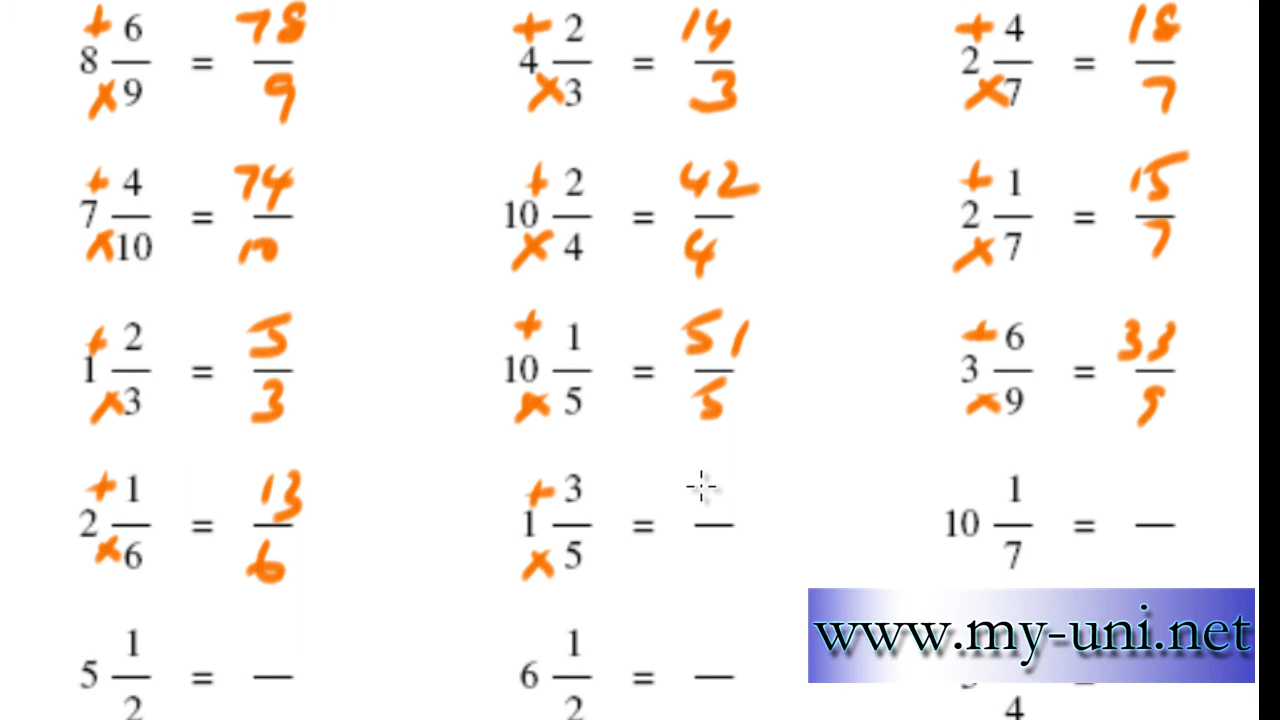 8 + 6 × 9 = 78 9
4 + 2 × 3 = 14 3
2 + 4 × 7 = 18 7
7 + 4 × 10 = 74 10
10 + 2 × 4 = 42 4
2 + 1 × 7 = 15 7
1 + 2 × 3 = 5 3
10 + 1 × 5 = 51 5
3 + 6 × 9 = 33 9
2 + 1 × 6 = 13 6
1 + 3 × 5 =
10 1 7 =
5 1 2 =
6 1 2 =
4
www.my-uni.net